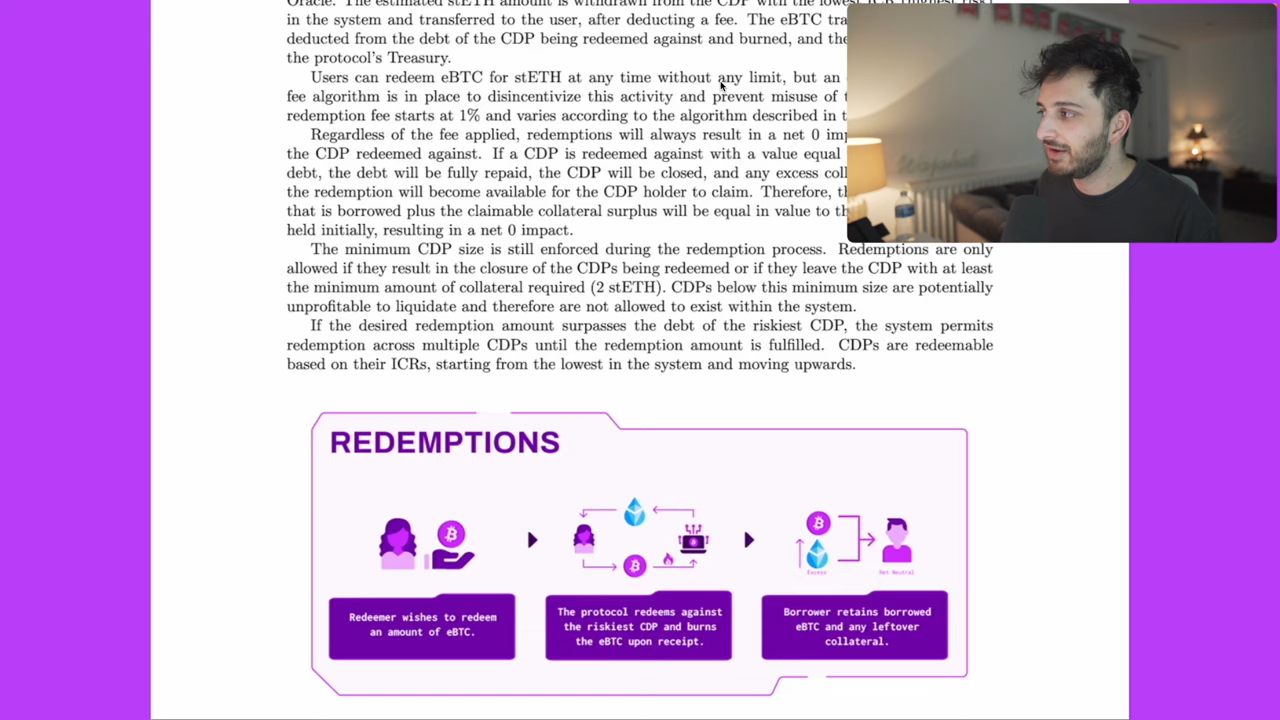 Oracle. The estimated stETH amount is withdrawn from the CDP with the lowest ICR (highest risk)
in the system and transferred to the user, after deducting a fee. The eBTC tra
deducted from the debt of the CDP being redeemed against and burned, and the
the protocol's Treasury.
Users can redeem eBTC for stETH at any time without any limit, but an
fee algorithm is in place to disincentivize this activity and prevent misuse of t
redemption fee starts at 1% and varies according to the algorithm described in t
Regardless of the fee applied, redemptions will always result in a net 0 imp
the CDP redeemed against. If a CDP is redeemed against with a value equal
debt, the debt will be fully repaid, the CDP will be closed, and any excess coll
the redemption will become available for the CDP holder to claim. Therefore, th
that is borrowed plus the claimable collateral surplus will be equal in value to th
held initially, resulting in a net 0 impact.
The minimum CDP size is still enforced during the redemption process. Redemptions are only
allowed if they result in the closure of the CDPs being redeemed or if they leave the CDP with at least
the minimum amount of collateral required (2 stETH). CDPs below this minimum size are potentially
unprofitable to liquidate and therefore are not allowed to exist within the system.
If the desired redemption amount surpasses the debt of the riskiest CDP, the system permits
redemption across multiple CDPs until the redemption amount is fulfilled. CDPs are redeemable
based on their ICRs, starting from the lowest in the system and moving upwards.
REDEMPTIONS
Excess
Net Neutral
Redeemer wishes to redeem
an amount of eBTC.
The protocol redeems against
the riskiest CDP and burns
the eBTC upon receipt.
Borrower retains borrowed
eBTC and any leftover
collateral.